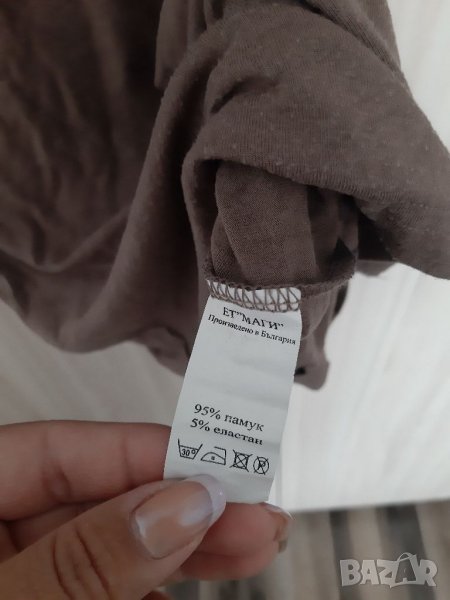 ЕТ"МАГИ"
Произведено в България
95% памук
5% еластан
30°
BAZAR